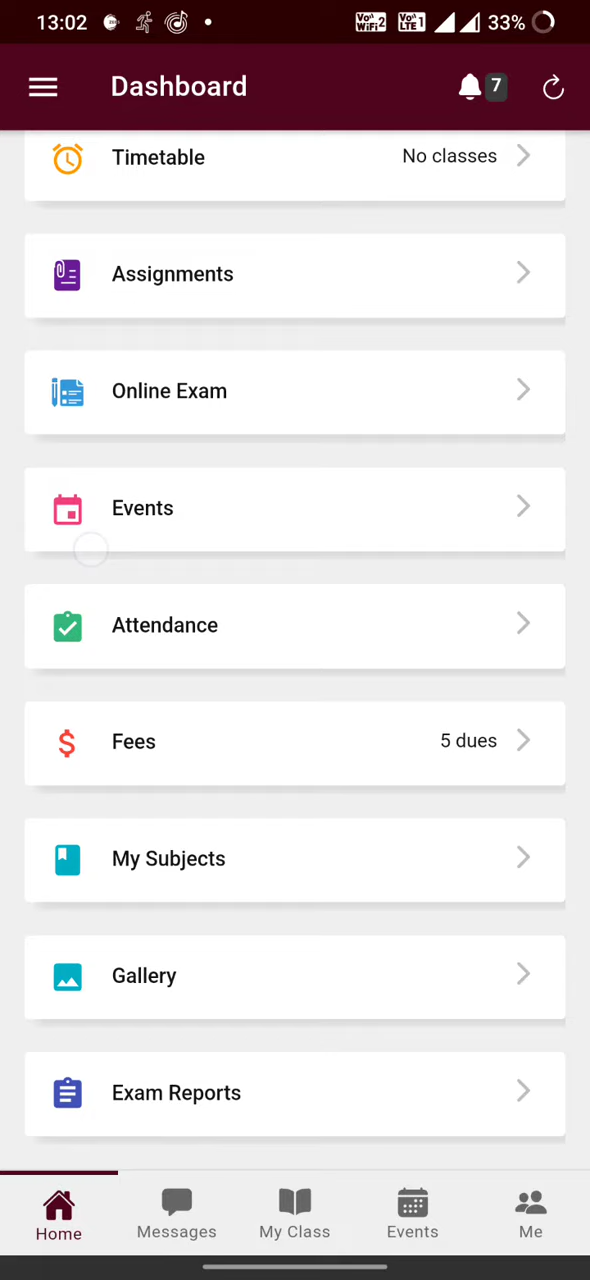 13:02 Vo WiFi2 Vo LTE1 33%
Dashboard 7
Timetable No classes
Assignments
Online Exam
Events
Attendance
Fees 5 dues
My Subjects
Gallery
Exam Reports
Home Messages My Class Events Me